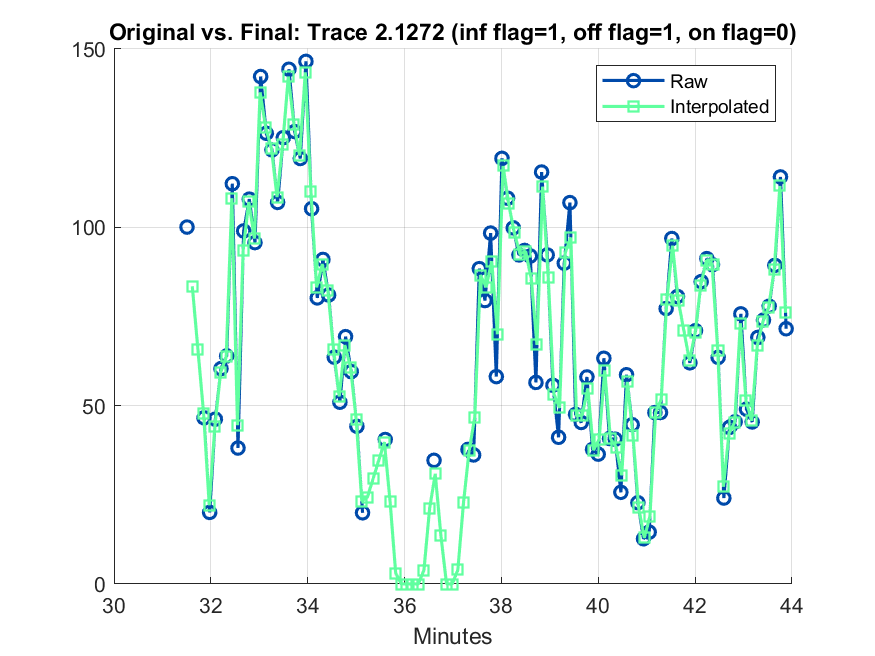 Original vs. Final: Trace 2.1272 (inf flag=1, off flag=1, on flag=0)
150
Raw
Interpolated
100
50
0
30 32 34 36 38 40 42 44
Minutes